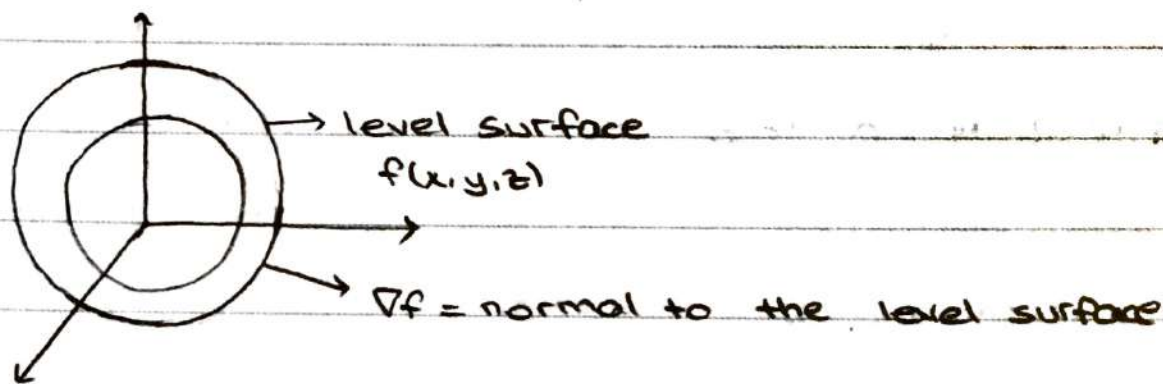 level surface
f(x,y,z)
∇f = normal to the level surface